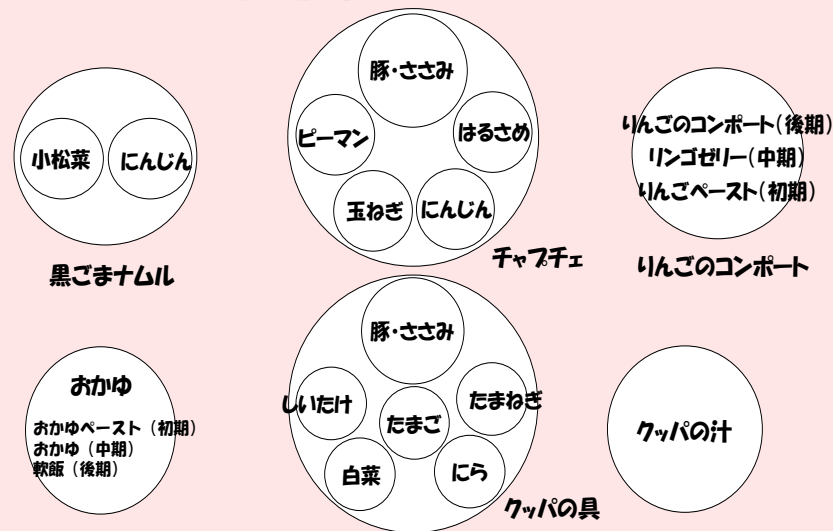 豚・ささみ
ピーマン
はるさめ
玉ねぎ
にんじん
チャプチェ
小松菜
にんじん
黒ごまナムル
りんごのコンポート(後期)
リンゴゼリー(中期)
りんごペースト(初期)
りんごのコンポート
おかゆ
おかゆペースト(初期)
おかゆ(中期)
軟飯(後期)
豚・ささみ
しいたけ
たまねぎ
たまご
白菜
にら
クッパの具
クッパの汁